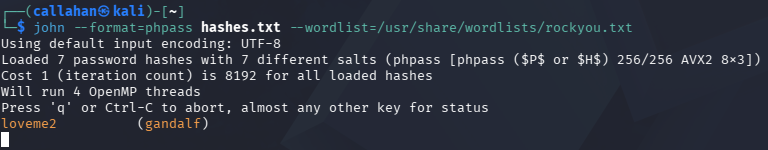 ┌──(callahan㉿kali)-[~]
└─$ john --format=phpass hashes.txt --wordlist=/usr/share/wordlists/rockyou.txt
Using default input encoding: UTF-8
Loaded 7 password hashes with 7 different salts (phpass [phpass ($P$ or $H$) 256/256 AVX2 8×3])
Cost 1 (iteration count) is 8192 for all loaded hashes
Will run 4 OpenMP threads
Press 'q' or Ctrl-C to abort, almost any other key for status
loveme2          (gandalf)